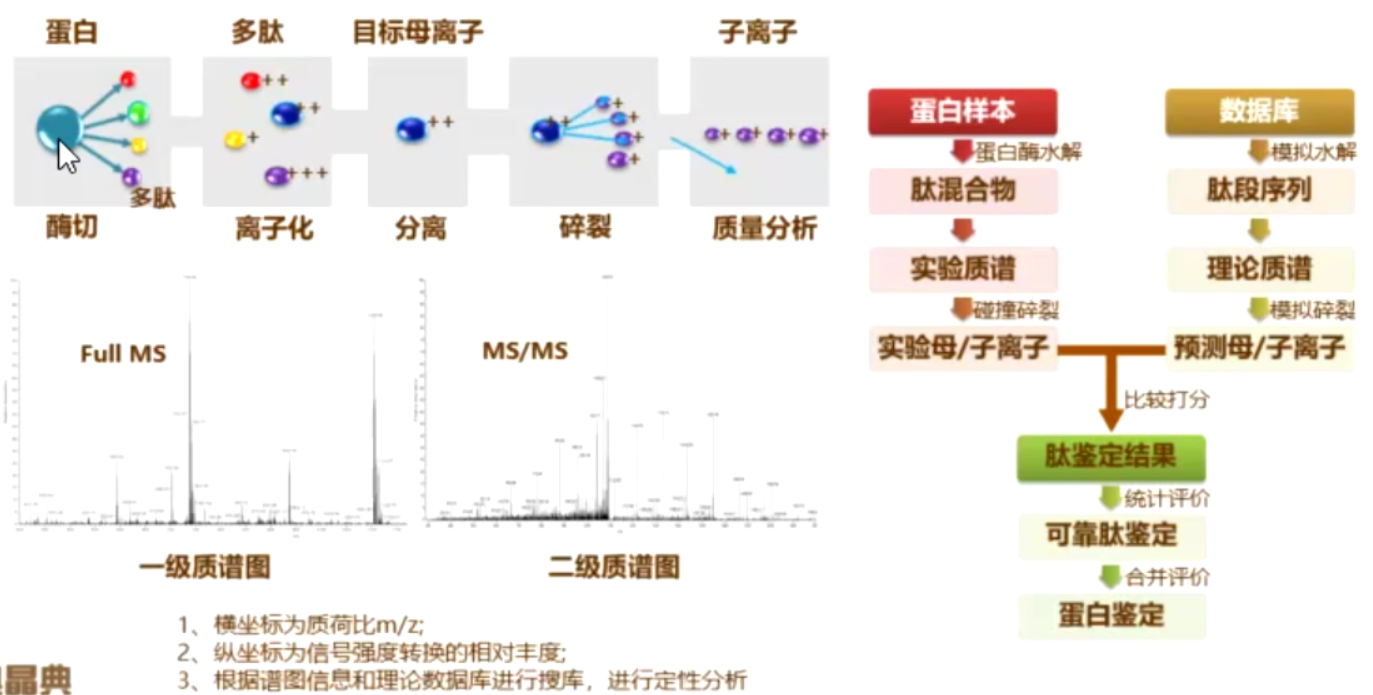 蛋白
多肽
目标母离子
子离子
++
++
+
+++
++
++
+
+
+
+
+
+
+
+
多肽
酶切
离子化
分离
碎裂
质量分析
Full MS
MS/MS
一级质谱图
二级质谱图
1、横坐标为质荷比m/z;
2、纵坐标为信号强度转换的相对丰度;
3、根据谱图信息和理论数据库进行搜库，进行定性分析
晶典
蛋白样本
数据库
蛋白酶水解
模拟水解
肽混合物
肽段序列
实验质谱
理论质谱
碰撞碎裂
模拟碎裂
实验母/子离子
预测母/子离子
比较打分
肽鉴定结果
统计评价
可靠肽鉴定
合并评价
蛋白鉴定